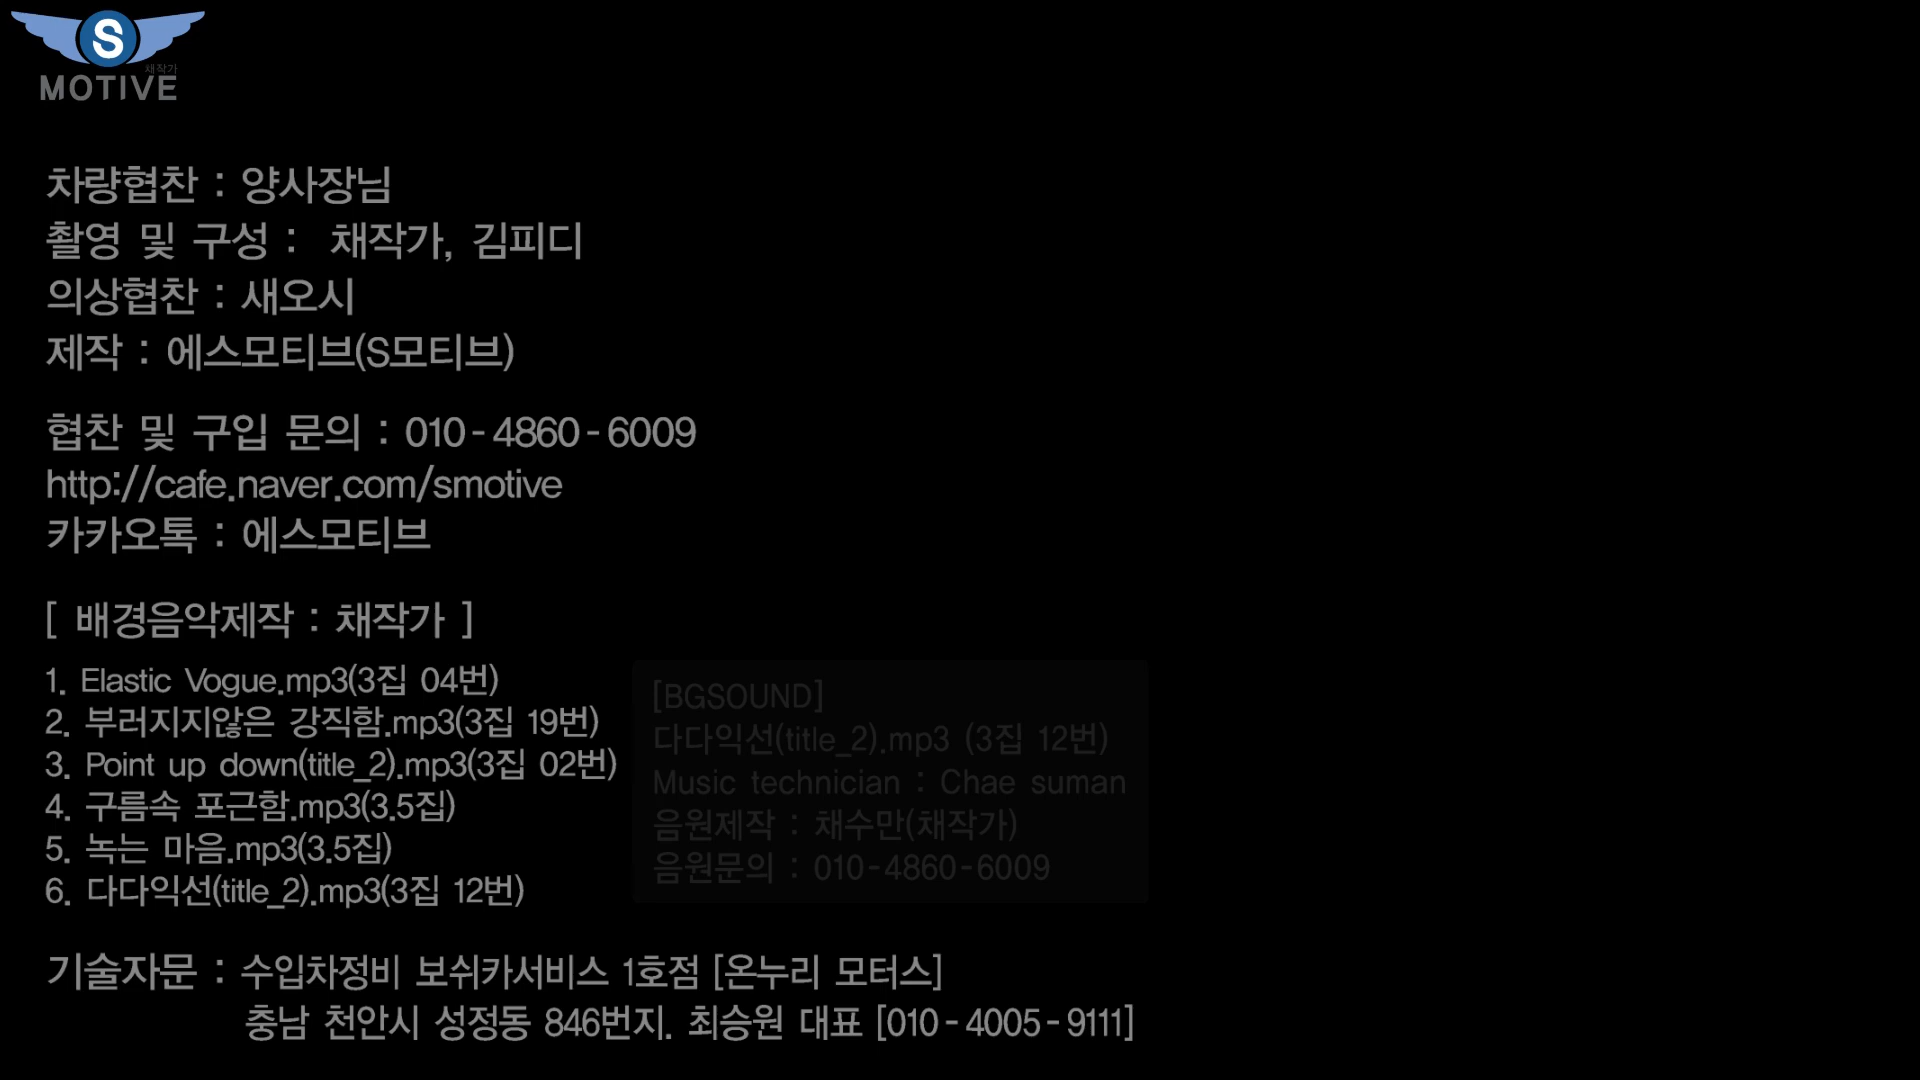 S
채작가
MOTIVE
차량협찬 : 양사장님
촬영 및 구성 : 채작가, 김피디
의상협찬 : 새오시
제작 : 에스모티브(S모티브)
협찬 및 구입 문의 : 010-4860-6009
http://cafe.naver.com/smotive
카카오톡 : 에스모티브
[ 배경음악제작 : 채작가 ]
1. Elastic Vogue.mp3(3집 04번)
2. 부러지지않은 강직함.mp3(3집 19번)
3. Point up down(title_2).mp3(3집 02번)
4. 구름속 포근함.mp3(3.5집)
5. 녹는 마음.mp3(3.5집)
6. 다다익선(title_2).mp3(3집 12번)
[BGSOUND]
다다익선(title_2).mp3 (3집 12번)
Music technician : Chae suman
음원제작 : 채수만(채작가)
음원문의 : 010-4860-6009
기술자문 : 수입차정비 보쉬카서비스 1호점 [온누리 모터스]
충남 천안시 성정동 846번지. 최승원 대표 [010-4005-9111]